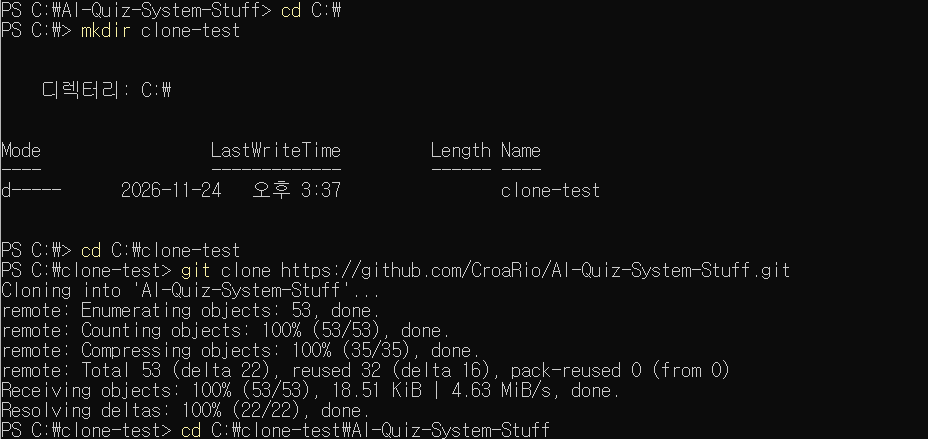 PS C:₩AI-Quiz-System-Stuff> cd C:₩
PS C:₩> mkdir clone-test
디렉터리: C:₩
Mode LastWriteTime Length Name
---- ------------- ------ ----
d----- 2026-11-24 오후 3:37 clone-test
PS C:₩> cd C:₩clone-test
PS C:₩clone-test> git clone https://github.com/CroaRio/AI-Quiz-System-Stuff.git
Cloning into 'AI-Quiz-System-Stuff'...
remote: Enumerating objects: 53, done.
remote: Counting objects: 100% (53/53), done.
remote: Compressing objects: 100% (35/35), done.
remote: Total 53 (delta 22), reused 32 (delta 16), pack-reused 0 (from 0)
Receiving objects: 100% (53/53), 18.51 KiB | 4.63 MiB/s, done.
Resolving deltas: 100% (22/22), done.
PS C:₩clone-test> cd C:₩clone-test₩AI-Quiz-System-Stuff